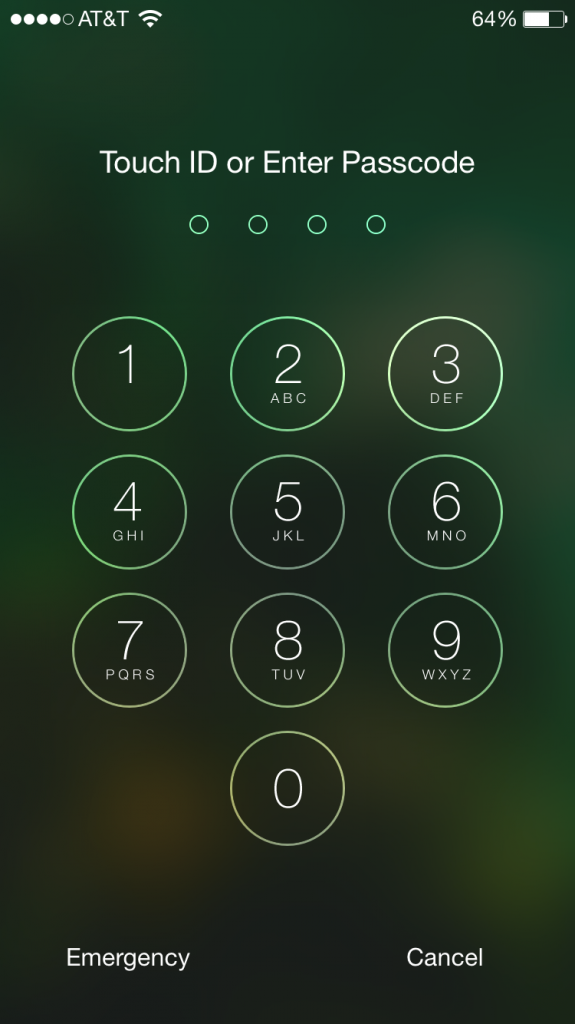 AT&T 64%
Touch ID or Enter Passcode
1 2 3
ABC DEF
4 5 6
GHI JKL MNO
7 8 9
PQRS TUV WXYZ
0
Emergency Cancel